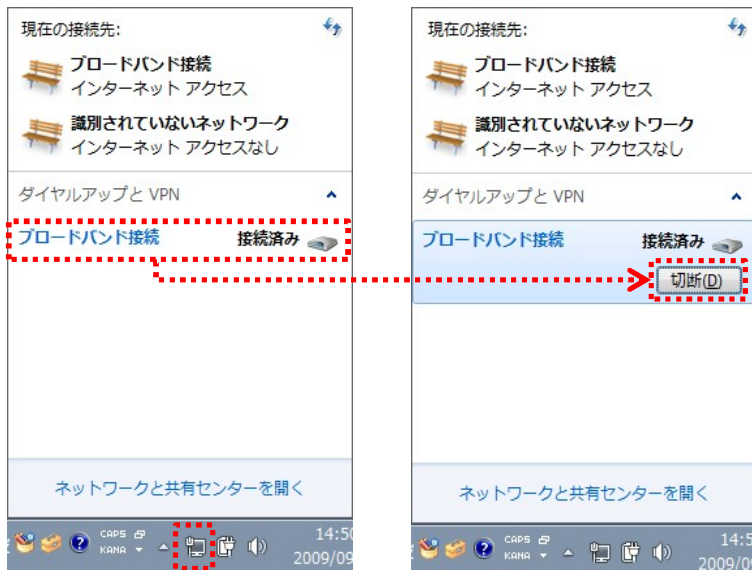 現在の接続先:
ブロードバンド接続
インターネット アクセス
識別されていないネットワーク
インターネット アクセスなし
ダイヤルアップと VPN
ブロードバンド接続 接続済み
ネットワークと共有センターを開く
CAPS
KANA
14:50
2009/09
現在の接続先:
ブロードバンド接続
インターネット アクセス
識別されていないネットワーク
インターネット アクセスなし
ダイヤルアップと VPN
ブロードバンド接続 接続済み
切断(D)
ネットワークと共有センターを開く
CAPS
KANA
14:5
2009/0